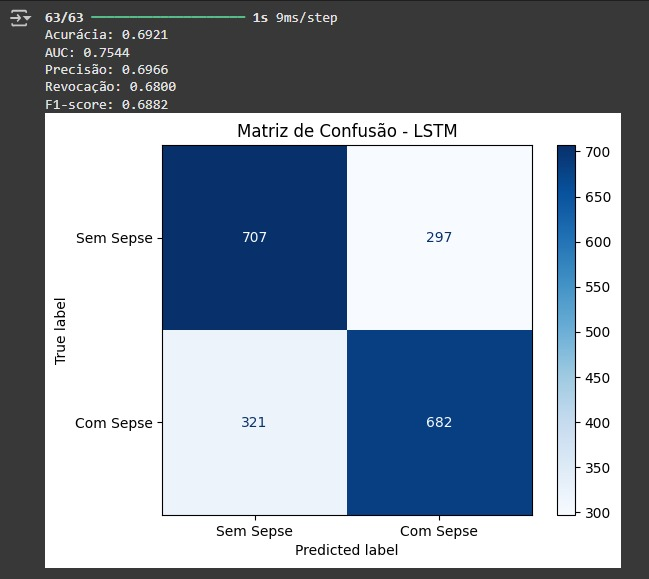 63/63 ━━━━━━━━━━━━━━━━━━━━ 1s 9ms/step
Acurácia: 0.6921
AUC: 0.7544
Precisão: 0.6966
Revocação: 0.6800
F1-score: 0.6882
Matriz de Confusão - LSTM
700
650
600
550
500
450
400
350
300
True label
Sem Sepse
707
297
Com Sepse
321
682
Sem Sepse
Com Sepse
Predicted label